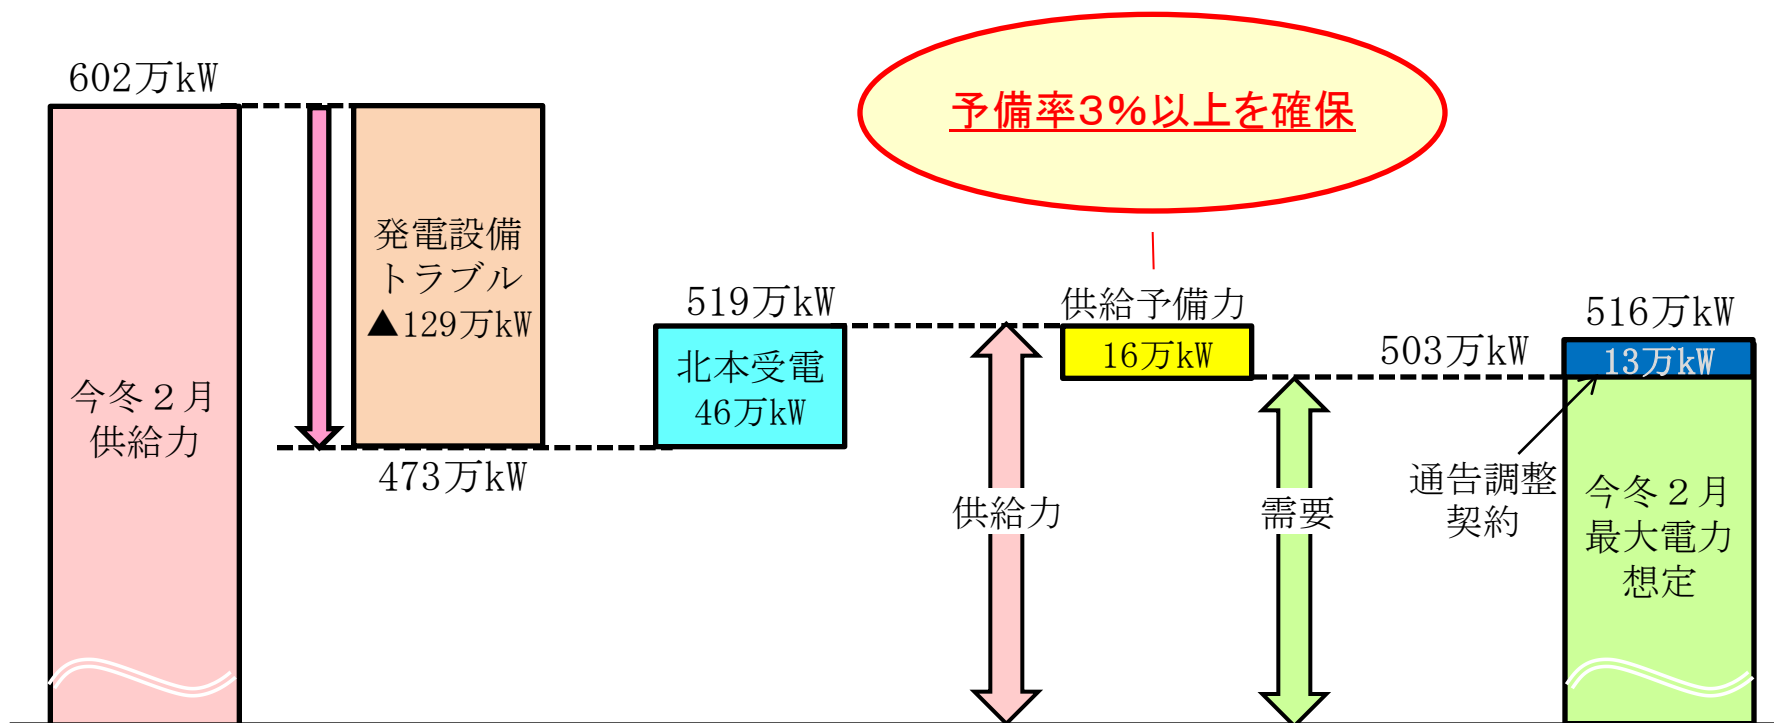 602万kW
予備率3%以上を確保
発電設備
トラブル
▲129万kW
473万kW
今冬２月
供給力
519万kW
北本受電
46万kW
供給予備力
16万kW
供給力
需要
503万kW
516万kW
13万kW
通告調整
契約
今冬２月
最大電力
想定